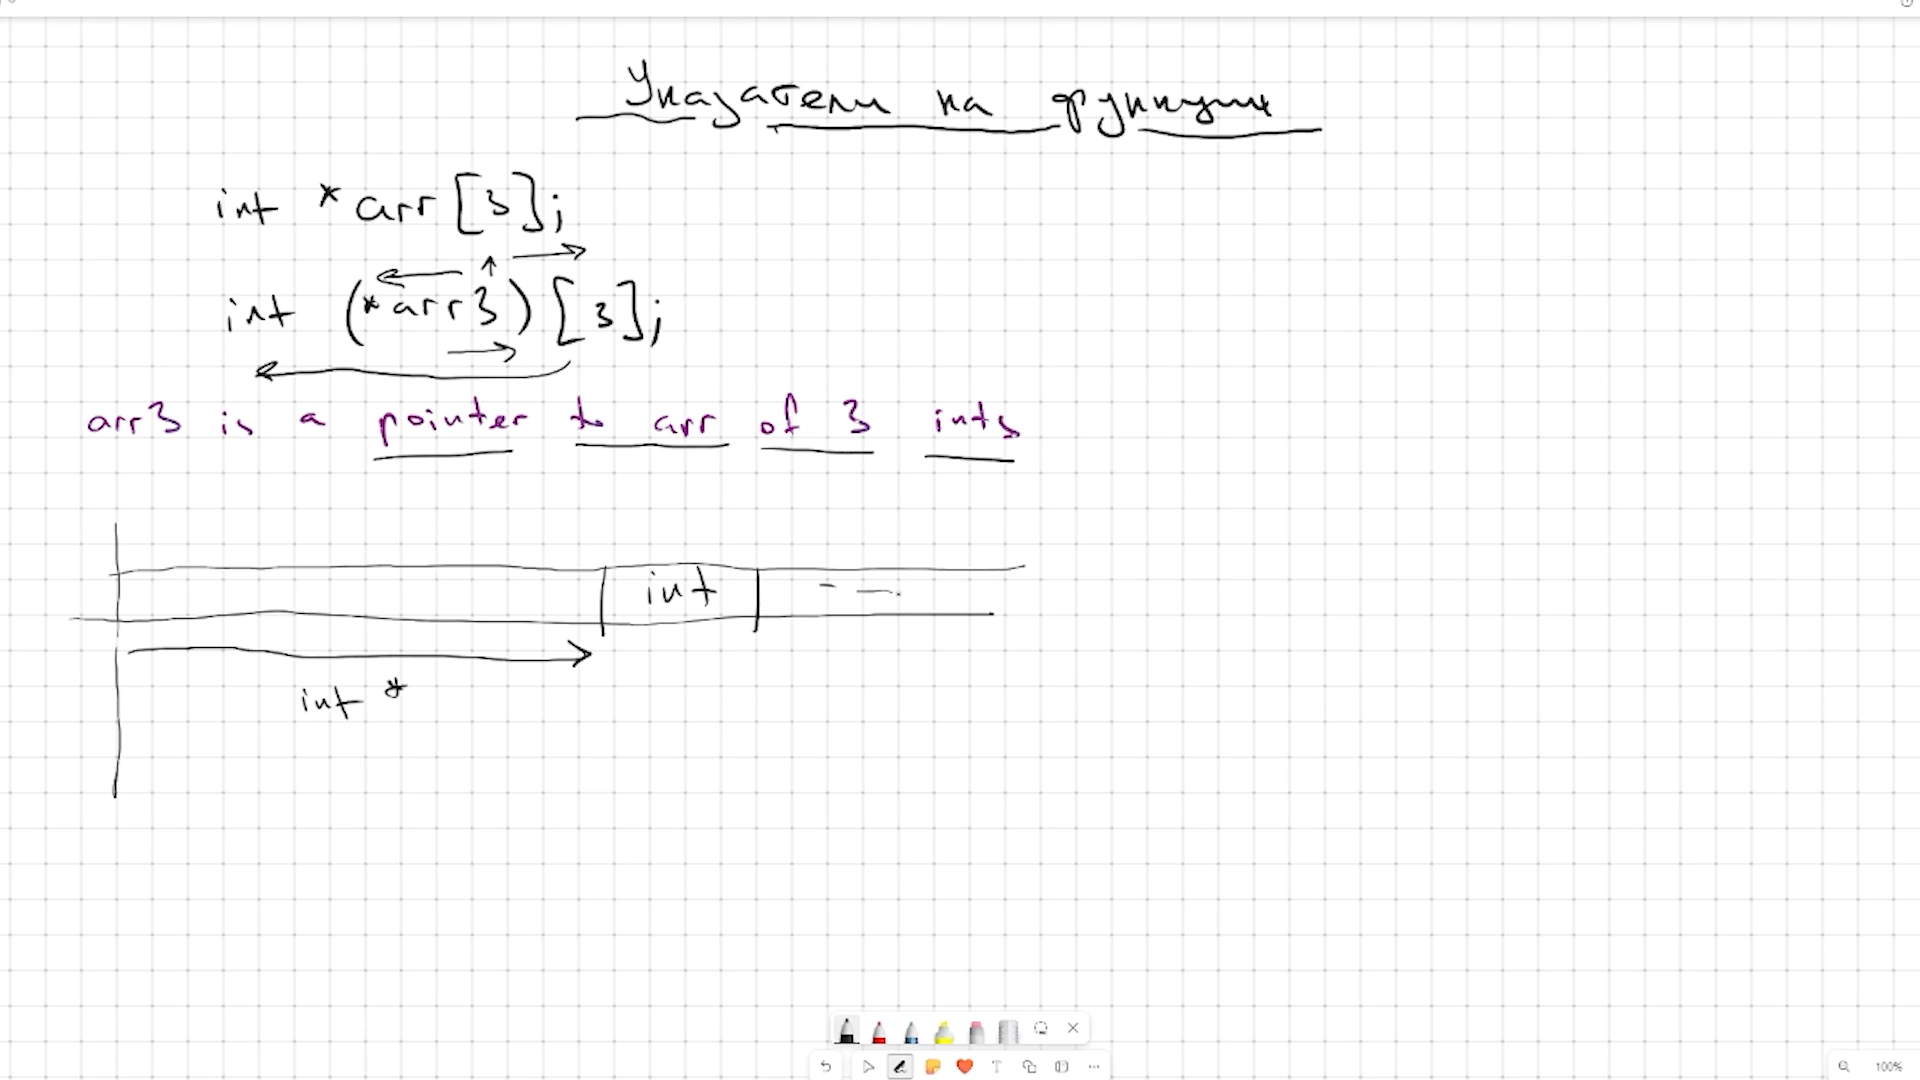 Указатели на функции
int *arr[3];
int (*arr3)[3];
arr3 is a pointer to arr of 3 ints
int
int *
100%